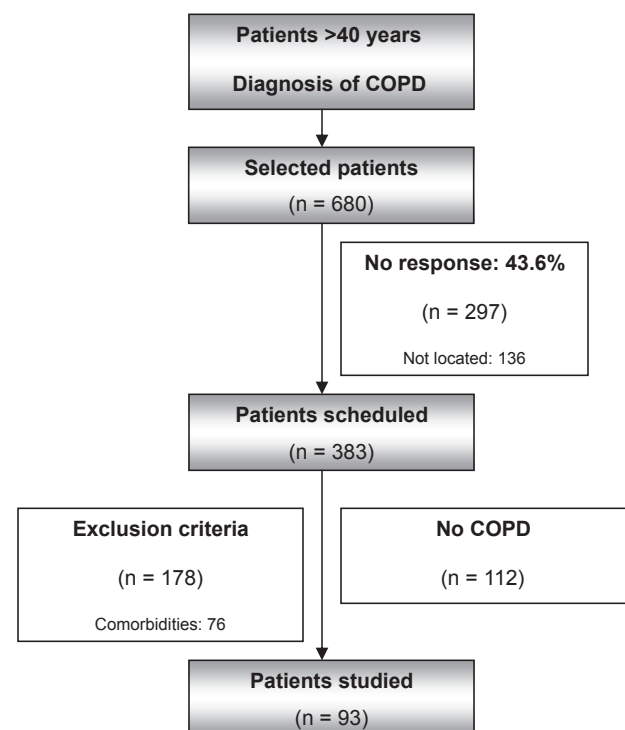 Patients >40 years
Diagnosis of COPD
Selected patients
(n = 680)
No response: 43.6%
(n = 297)
Not located: 136
Patients scheduled
(n = 383)
Exclusion criteria
(n = 178)
Comorbidities: 76
No COPD
(n = 112)
Patients studied
(n = 93)